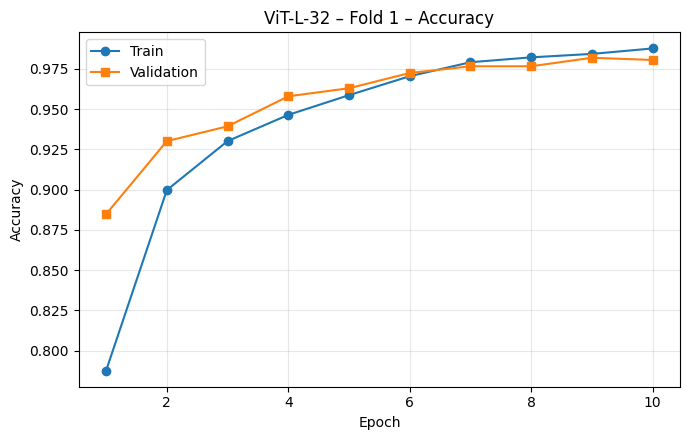 ViT-L-32 – Fold 1 – Accuracy
Train
Validation
0.975
0.950
0.925
0.900
0.875
0.850
0.825
0.800
Accuracy
2 4 6 8 10
Epoch